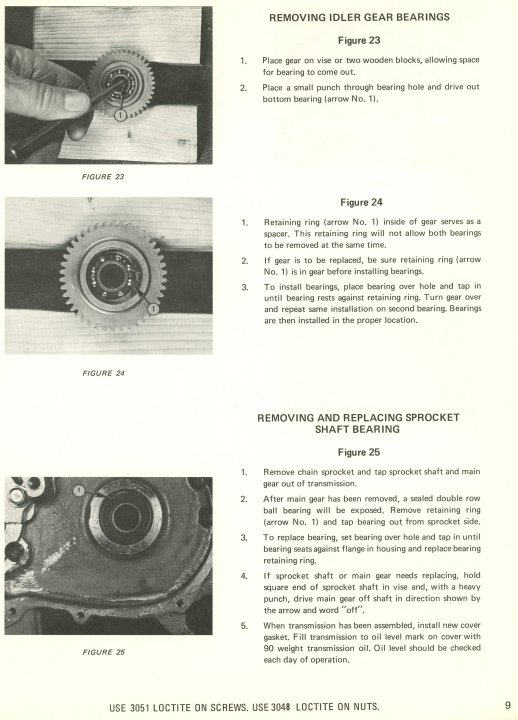 REMOVING IDLER GEAR BEARINGS
Figure 23
1. Place gear on vise or two wooden blocks, allowing space
for bearing to come out.
2. Place a small punch through bearing hole and drive out
bottom bearing (arrow No. 1).
1
FIGURE 23
Figure 24
1. Retaining ring (arrow No. 1) inside of gear serves as a
spacer. This retaining ring will not allow both bearings
to be removed at the same time.
2. If gear is to be replaced, be sure retaining ring (arrow
No. 1) is in gear before installing bearings.
3. To install bearings, place bearing over hole and tap in
until bearing rests against retaining ring. Turn gear over
and repeat same installation on second bearing. Bearings
are then installed in the proper location.
1
FIGURE 24
REMOVING AND REPLACING SPROCKET
SHAFT BEARING
Figure 25
1. Remove chain sprocket and tap sprocket shaft and main
gear out of transmission.
2. After main gear has been removed, a sealed double row
ball bearing will be exposed. Remove retaining ring
(arrow No. 1) and tap bearing out from sprocket side.
3. To replace bearing, set bearing over hole and tap in until
bearing seats against flange in housing and replace bearing
retaining ring.
4. If sprocket shaft or main gear needs replacing, hold
square end of sprocket shaft in vise and, with a heavy
punch, drive main gear off shaft in direction shown by
the arrow and word "off".
5. When transmission has been assembled, install new cover
gasket. Fill transmission to oil level mark on cover with
90 weight transmission oil. Oil level should be checked
each day of operation.
1
FIGURE 25
USE 3051 LOCTITE ON SCREWS. USE 3048 LOCTITE ON NUTS.
9